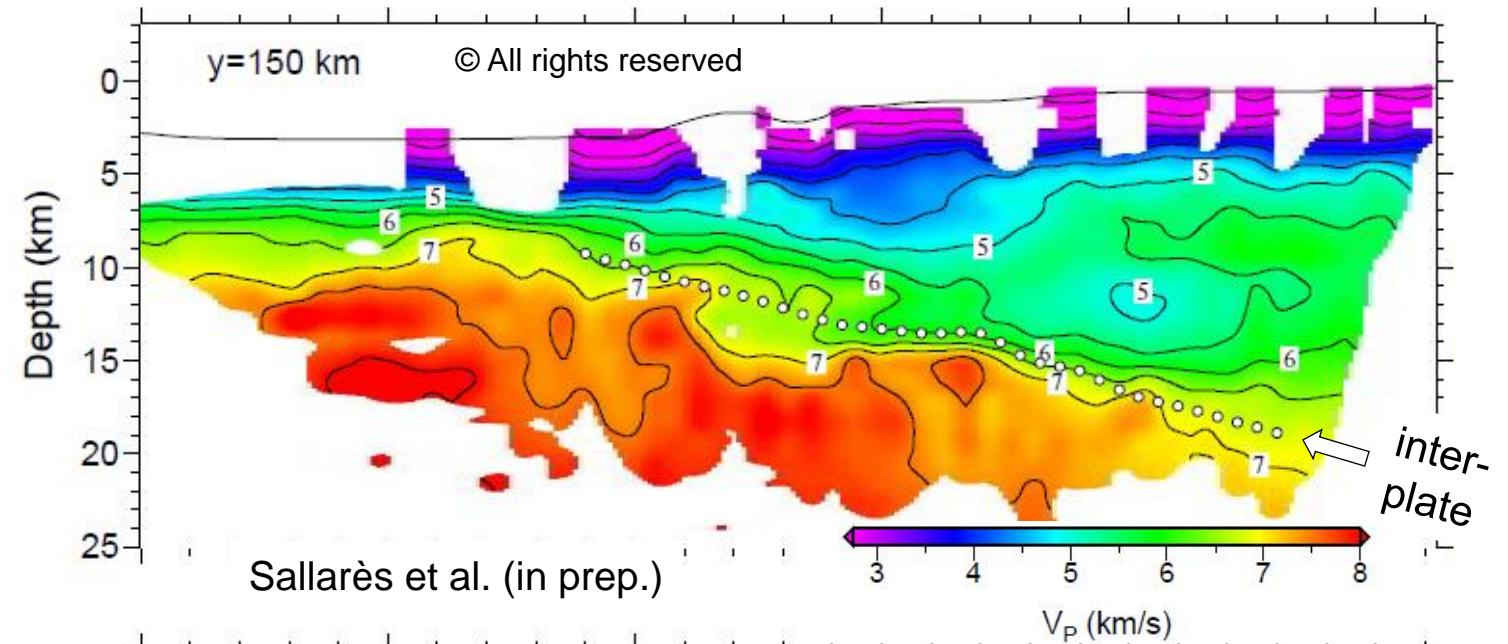 y=150 km
© All rights reserved
Depth (km)
0
5
10
15
20
25
5
6
7
6
7
6
7
5
5
5
6
7
6
7
inter-
plate
Sallarès et al. (in prep.)
3 4 5 6 7 8
V_P (km/s)